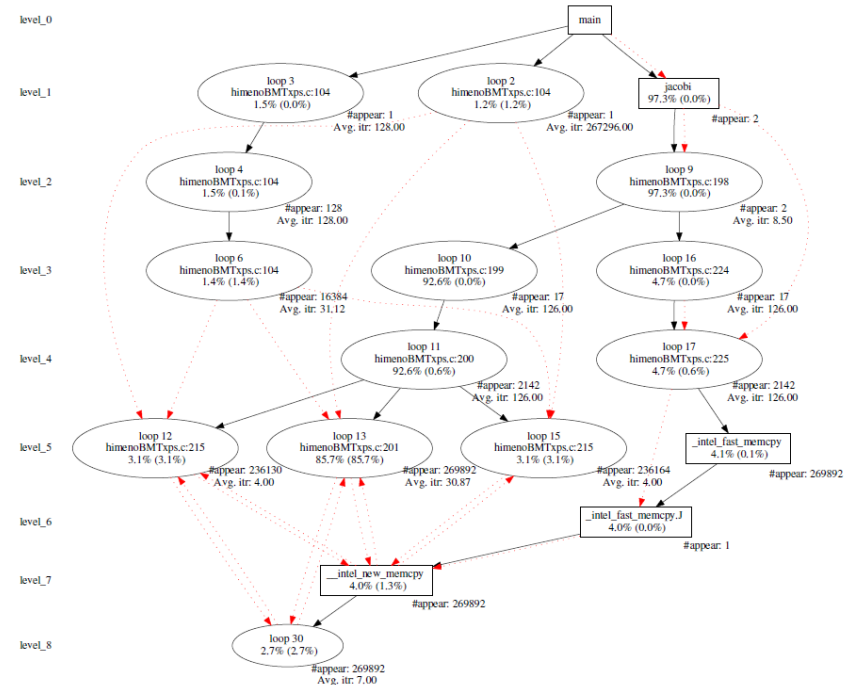 level_0
main
level_1
loop 3
himenoBMTxps.c:104
1.5% (0.0%)
#appear: 1
Avg. itr: 128.00
loop 2
himenoBMTxps.c:104
1.2% (1.2%)
#appear: 1
Avg. itr: 267296.00
jacobi
97.3% (0.0%)
#appear: 2
level_2
loop 4
himenoBMTxps.c:104
1.5% (0.1%)
#appear: 128
Avg. itr: 128.00
loop 9
himenoBMTxps.c:198
97.3% (0.0%)
#appear: 2
Avg. itr: 8.50
level_3
loop 6
himenoBMTxps.c:104
1.4% (1.4%)
#appear: 16384
Avg. itr: 31.12
loop 10
himenoBMTxps.c:199
92.6% (0.0%)
#appear: 17
Avg. itr: 126.00
loop 16
himenoBMTxps.c:224
4.7% (0.0%)
#appear: 17
Avg. itr: 126.00
level_4
loop 11
himenoBMTxps.c:200
92.6% (0.6%)
#appear: 2142
Avg. itr: 126.00
loop 17
himenoBMTxps.c:225
4.7% (0.6%)
#appear: 2142
Avg. itr: 126.00
level_5
loop 12
himenoBMTxps.c:215
3.1% (3.1%)
#appear: 236130
Avg. itr: 4.00
loop 13
himenoBMTxps.c:201
85.7% (85.7%)
#appear: 269892
Avg. itr: 30.87
loop 15
himenoBMTxps.c:215
3.1% (3.1%)
#appear: 236164
Avg. itr: 4.00
_intel_fast_memcpy
4.1% (0.1%)
#appear: 269892
level_6
_intel_fast_memcpy.J
4.0% (0.0%)
#appear: 1
level_7
__intel_new_memcpy
4.0% (1.3%)
#appear: 269892
level_8
loop 30
2.7% (2.7%)
#appear: 269892
Avg. itr: 7.00